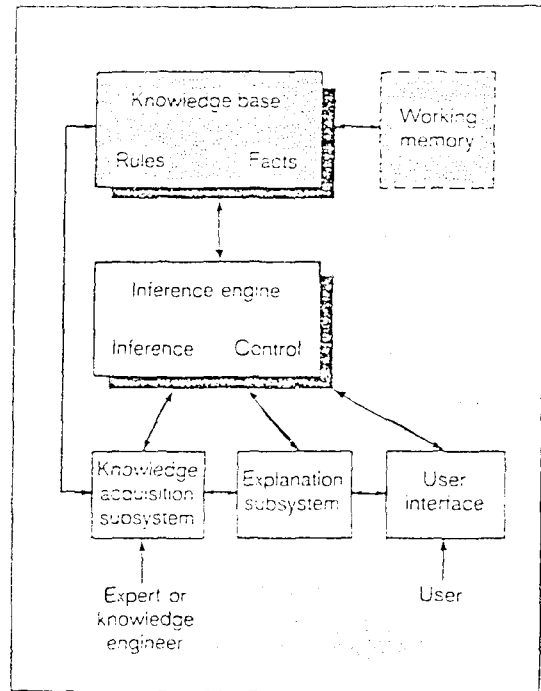 Knowledge base
Rules Facts
Working
memory
Inference engine
Inference Control
Knowledge
acquisition
subsystem
Explanation
subsystem
User
interface
Expert or
knowledge
engineer
User